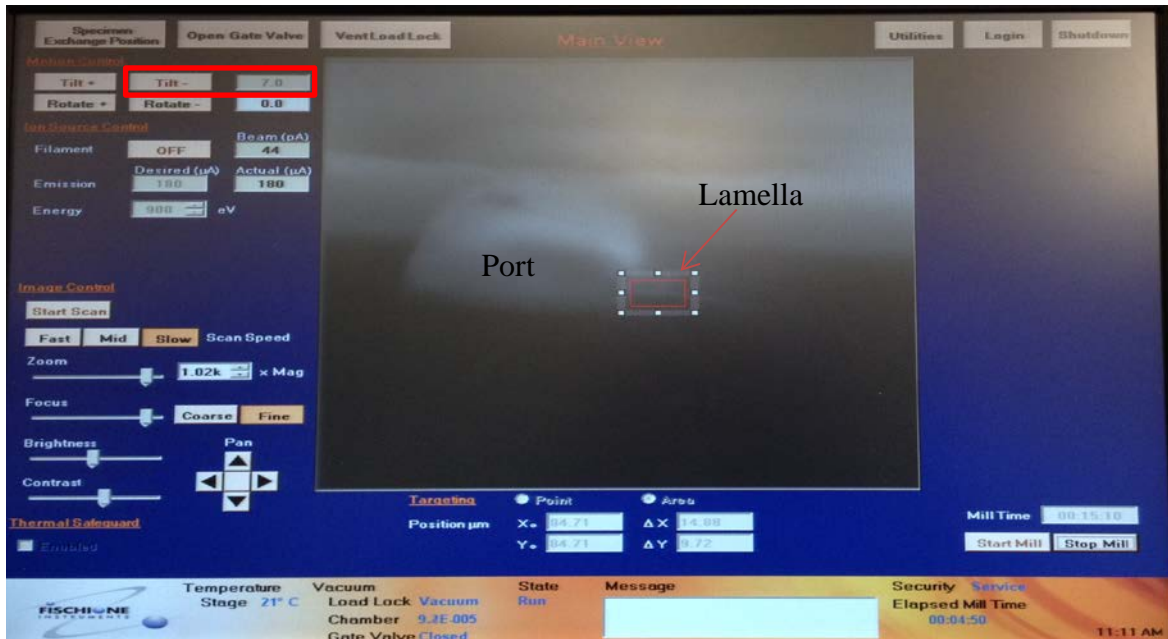 Specimen Exchange Position
Open Gate Valve
Vent Load Lock
Main View
Utilities
Login
Shutdown
Motion Control
Tilt +
Tilt -
7.0
Rotate +
Rotate -
0.0
Ion Source Control
Beam (pA)
Filament
OFF
44
Desired (µA)
Actual (µA)
Emission
180
180
Energy
900
eV
Lamella
Port
Image Control
Start Scan
Fast
Mid
Slow
Scan Speed
Zoom
1.02k
x Mag
Focus
Coarse
Fine
Brightness
Pan
Contrast
Targeting
Point
Area
Thermal Safeguard
Position µm
X
84.71
Δ X
14.08
Mill Time
00:15:10
Enabled
Y
84.71
Δ Y
9.72
Start Mill
Stop Mill
FISCHIONE
INSTRUMENTS
Temperature
Stage 21° C
Vacuum
Load Lock Vacuum
Chamber 9.2E-005
Gate Valve Closed
State
Run
Message
Security Service
Elapsed Mill Time
00:04:50
11:11 AM